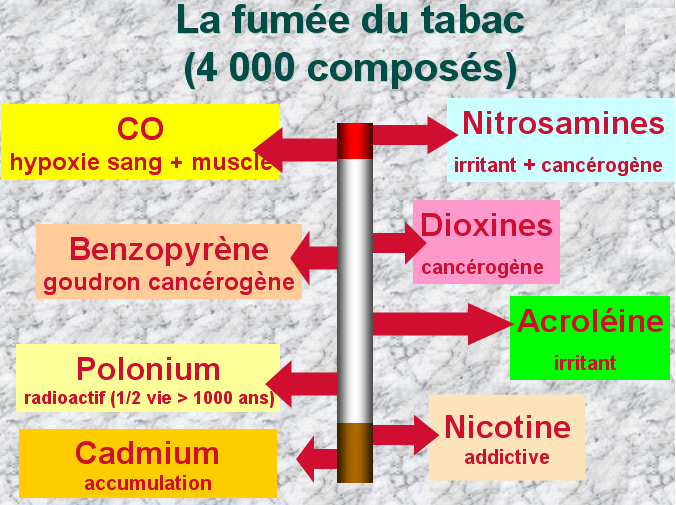 La fumée du tabac
(4 000 composés)
CO
hypoxie sang + muscle
Nitrosamines
irritant + cancérogène
Benzopyrène
goudron cancérogène
Dioxines
cancérogène
Acroléine
irritant
Polonium
radioactif (1/2 vie > 1000 ans)
Nicotine
addictive
Cadmium
accumulation